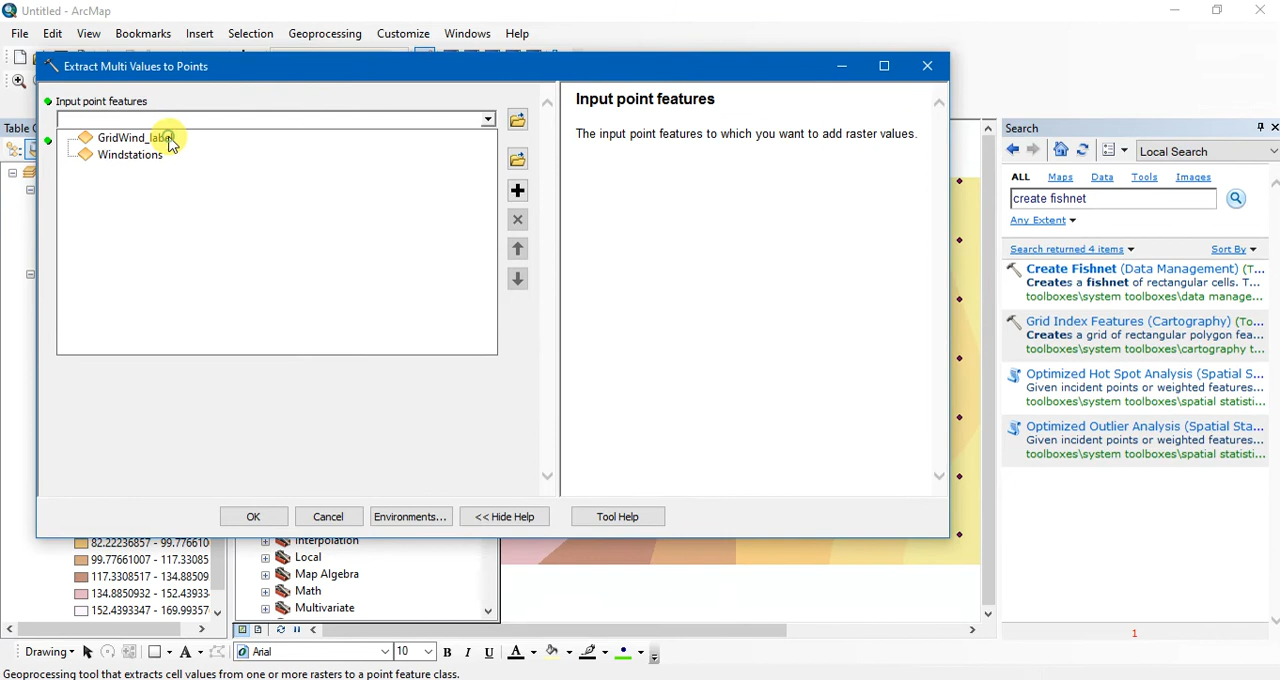 Untitled - ArcMap
File Edit View Bookmarks Insert Selection Geoprocessing Customize Windows Help
Extract Multi Values to Points
Input point features
GridWind_label
Windstations
OK
Cancel
Environments...
<< Hide Help
Tool Help
Input point features
The input point features to which you want to add raster values.
Table
82.22236857 - 99.776610
99.77661007 - 117.33085
117.3308517 - 134.88509
134.8850932 - 152.43933
152.4393347 - 169.99357
Interpolation
Local
Map Algebra
Math
Multivariate
Search
Local Search
ALL Maps Data Tools Images
create fishnet
Any Extent
Search returned 4 items
Sort By
Create Fishnet (Data Management) (T...
Creates a fishnet of rectangular cells. T...
toolboxes\system toolboxes\data manage...
Grid Index Features (Cartography) (To...
Creates a grid of rectangular polygon fea...
toolboxes\system toolboxes\cartography t...
Optimized Hot Spot Analysis (Spatial S...
Given incident points or weighted features...
toolboxes\system toolboxes\spatial statisti...
Optimized Outlier Analysis (Spatial Sta...
Given incident points or weighted features...
toolboxes\system toolboxes\spatial statisti...
1
Drawing
A
Arial
10
B I U A
Geoprocessing tool that extracts cell values from one or more rasters to a point feature class.